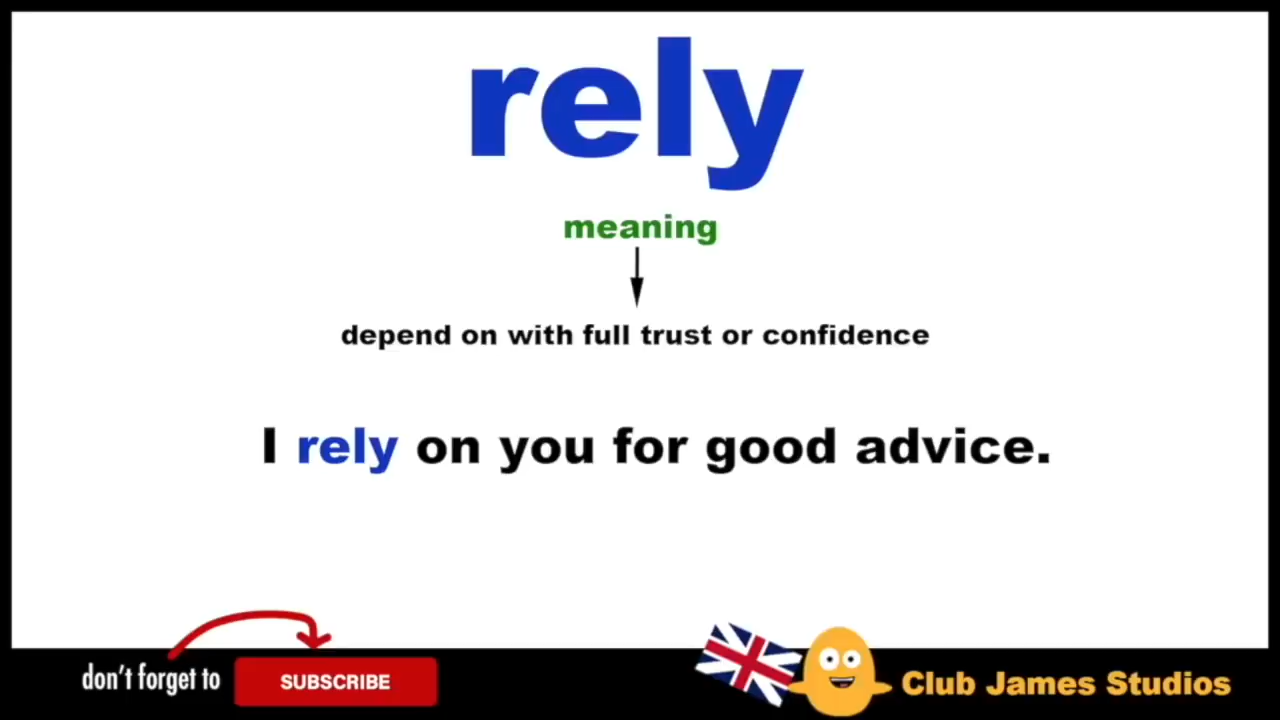 rely
meaning
depend on with full trust or confidence
I rely on you for good advice.
don't forget to SUBSCRIBE
Club James Studios